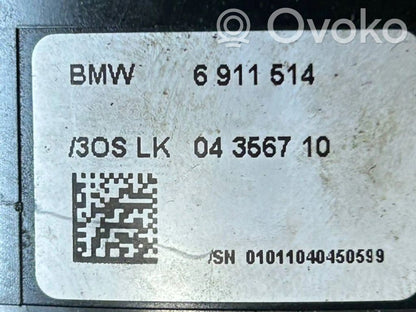 Ovoko
BMW 6 911 514
/3OS LK 04 3567 10
/SN 01011040450599